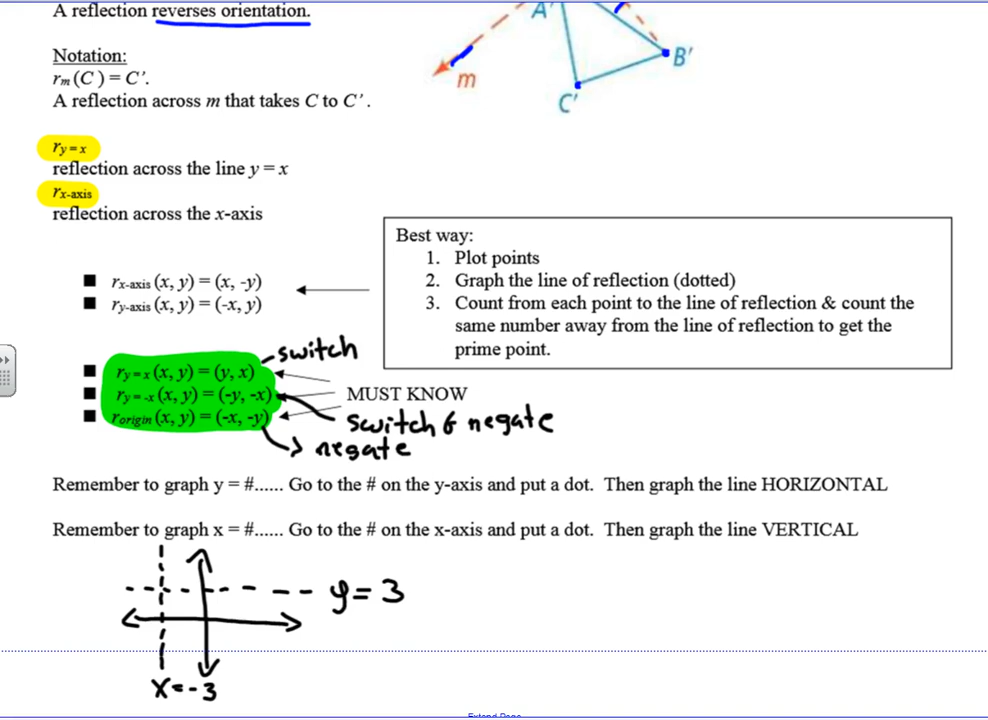 A reflection reverses orientation.
A'
B'
m
C'
Notation:
rm (C ) = C'.
A reflection across m that takes C to C' .
ry = x
reflection across the line y = x
rx-axis
reflection across the x-axis
Best way:
1. Plot points
2. Graph the line of reflection (dotted)
3. Count from each point to the line of reflection & count the
same number away from the line of reflection to get the
prime point.
■ rx-axis (x, y) = (x, -y)
■ ry-axis (x, y) = (-x, y)
switch
■ ry = x (x, y) = (y, x)
■ ry = -x (x, y) = (-y, -x)
■ rorigin (x, y) = (-x, -y)
MUST KNOW
switch & negate
negate
Remember to graph y = #...... Go to the # on the y-axis and put a dot. Then graph the line HORIZONTAL
Remember to graph x = #...... Go to the # on the x-axis and put a dot. Then graph the line VERTICAL
y = 3
x = -3
Extend Page